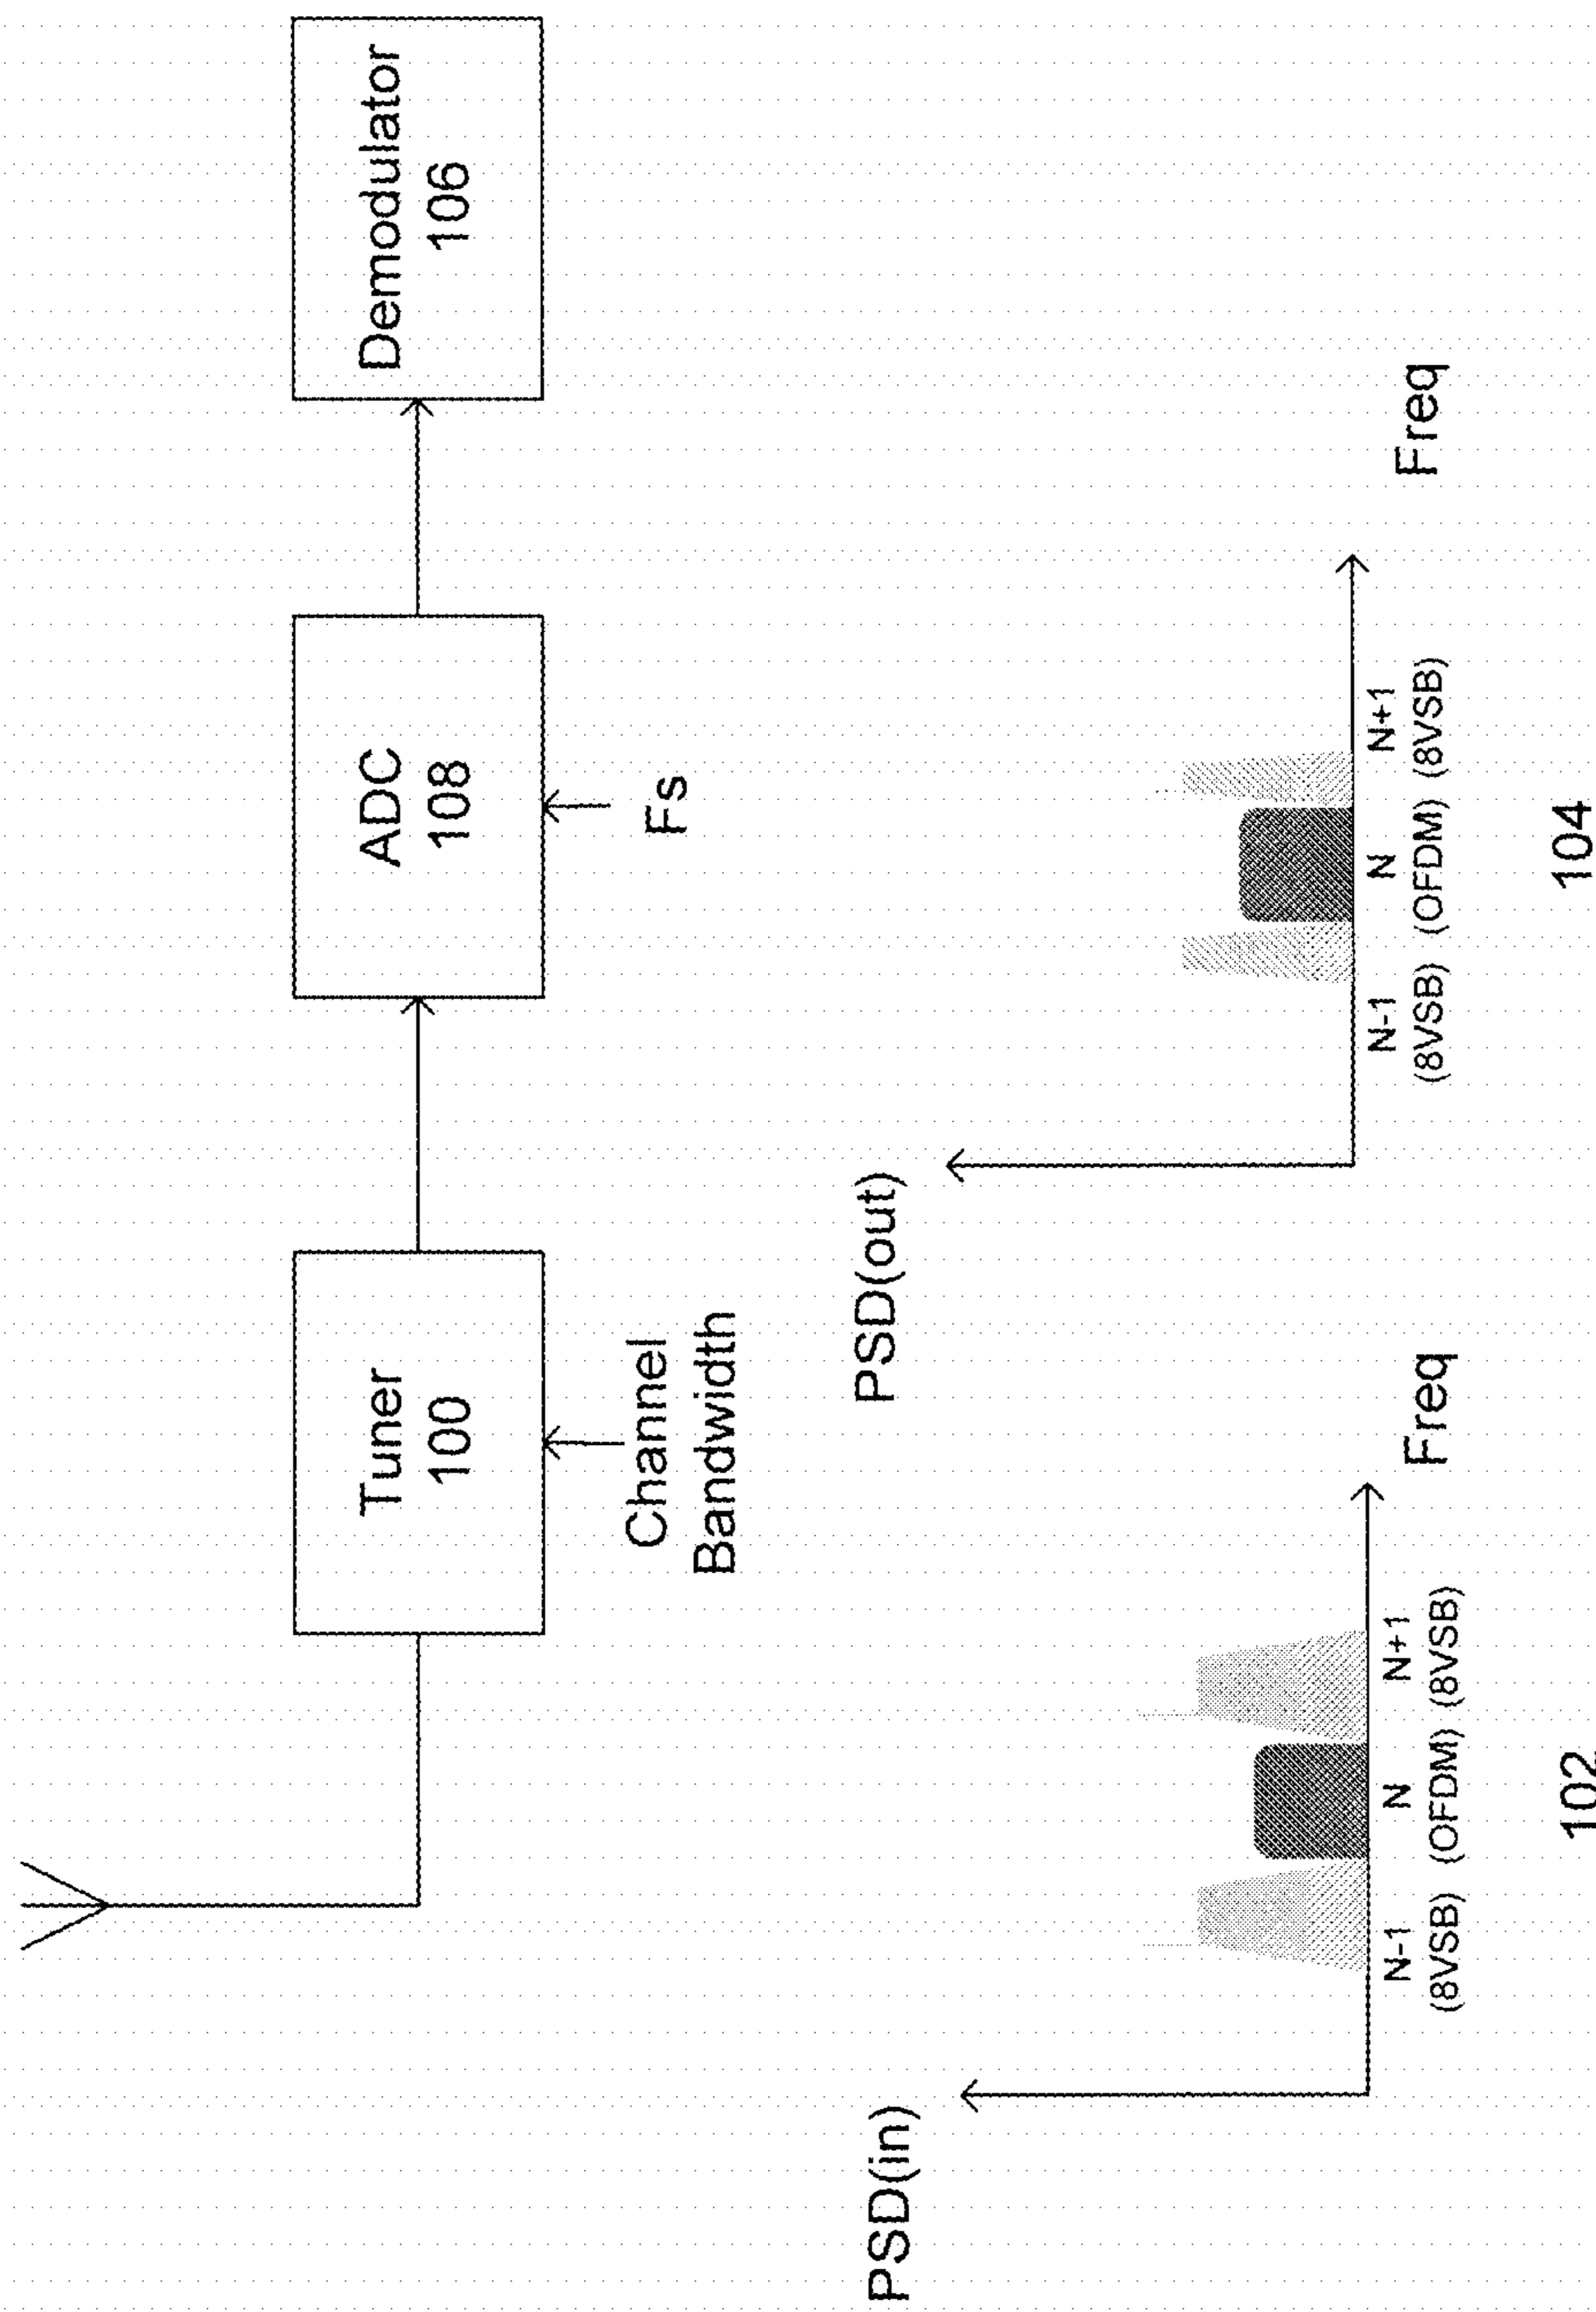 Tuner
100
Channel
Bandwidth
ADC
108
Fs
Demodulator
106
PSD(in)
Freq
N-1 N N+1
(8VSB) (OFDM) (8VSB)
102
PSD(out)
Freq
N-1 N N+1
(8VSB) (OFDM) (8VSB)
104